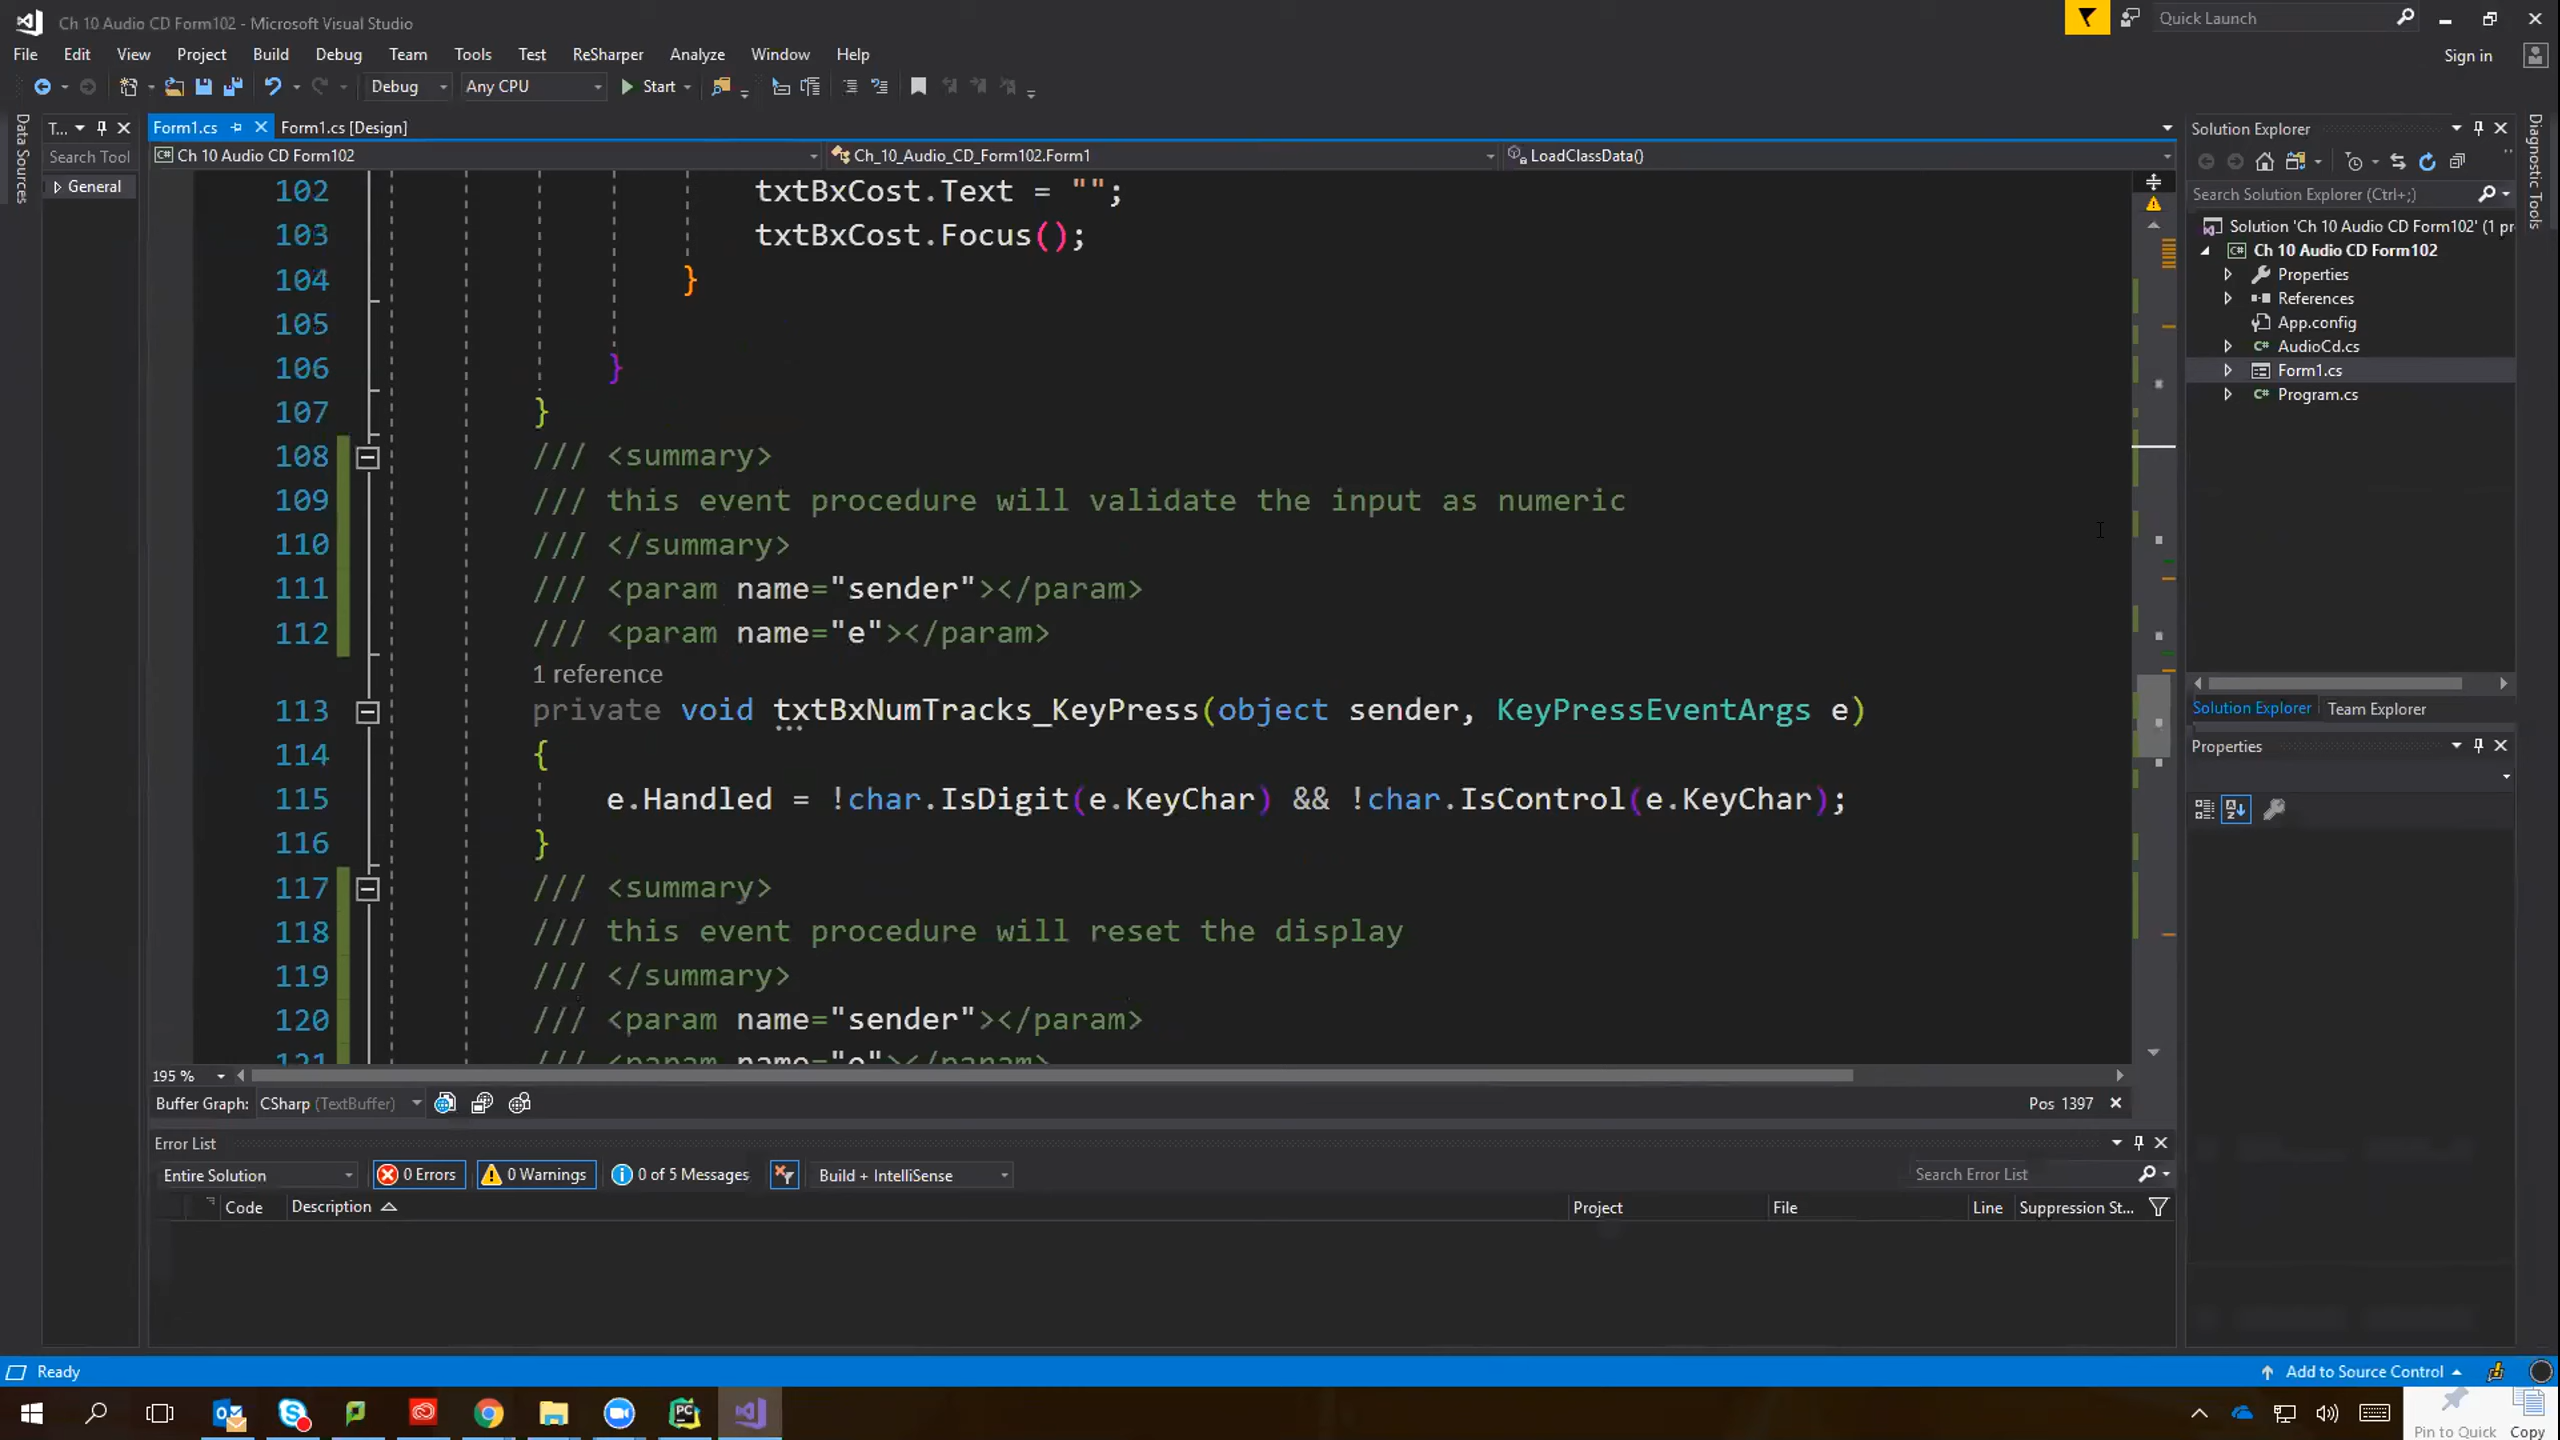 Ch 10 Audio CD Form102 - Microsoft Visual Studio
Quick Launch
File Edit View Project Build Debug Team Tools Test ReSharper Analyze Window Help
Sign in
Debug Any CPU Start
Data Sources
T...
Search Tool
General
Form1.cs Form1.cs [Design]
Ch 10 Audio CD Form102 Ch_10_Audio_CD_Form102.Form1 LoadClassData()
102 txtBxCost.Text = "";
103 txtBxCost.Focus();
104 }
105
106 }
107 }
108 /// <summary>
109 /// this event procedure will validate the input as numeric
110 /// </summary>
111 /// <param name="sender"></param>
112 /// <param name="e"></param>
1 reference
113 private void txtBxNumTracks_KeyPress(object sender, KeyPressEventArgs e)
114 {
115 e.Handled = !char.IsDigit(e.KeyChar) && !char.IsControl(e.KeyChar);
116 }
117 /// <summary>
118 /// this event procedure will reset the display
119 /// </summary>
120 /// <param name="sender"></param>
121 /// <param name="e"></param>
195 %
Buffer Graph: CSharp (TextBuffer) Pos 1397
Error List
Entire Solution 0 Errors 0 Warnings 0 of 5 Messages Build + IntelliSense Search Error List
Code Description Project File Line Suppression St...
Solution Explorer
Search Solution Explorer (Ctrl+;)
Solution 'Ch 10 Audio CD Form102' (1 pr
Ch 10 Audio CD Form102
Properties
References
App.config
AudioCd.cs
Form1.cs
Program.cs
Solution Explorer Team Explorer
Properties
Diagnostic Tools
Ready
Add to Source Control
Pin to Quick Copy